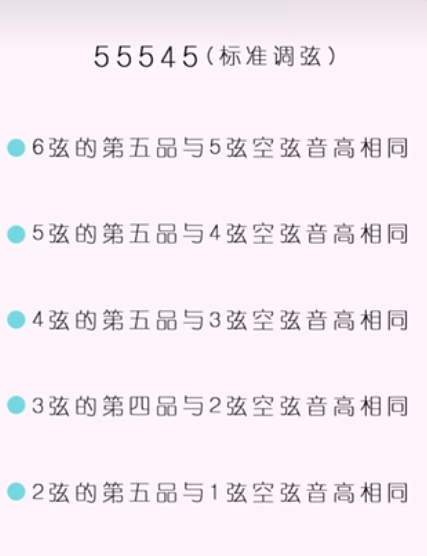 55545(标准调弦)
6弦的第五品与5弦空弦音高相同
5弦的第五品与4弦空弦音高相同
4弦的第五品与3弦空弦音高相同
3弦的第四品与2弦空弦音高相同
2弦的第五品与1弦空弦音高相同